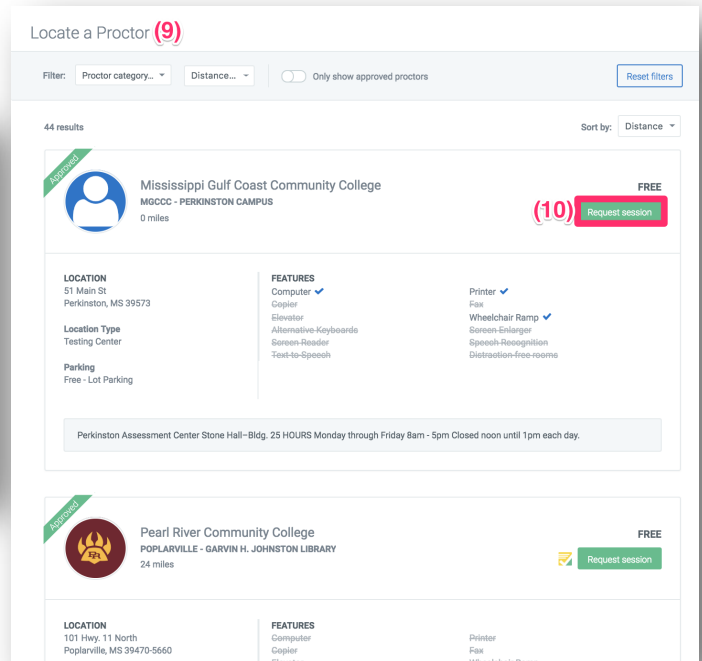 Locate a Proctor (9)
Filter: Proctor category... Distance... Only show approved proctors Reset filters
44 results Sort by: Distance
Approved
Mississippi Gulf Coast Community College FREE
MGCCC - PERKINSTON CAMPUS
0 miles (10) Request session
LOCATION FEATURES
51 Main St Computer Printer
Perkinston, MS 39573 Copier Fax
Elevator Wheelchair Ramp
Location Type Alternative Keyboards Screen Enlarger
Testing Center Screen Reader Speech Recognition
Text to Speech Distraction-free rooms
Parking
Free - Lot Parking
Perkinston Assessment Center Stone Hall–Bldg. 25 HOURS Monday through Friday 8am - 5pm Closed noon until 1pm each day.
Approved
Pearl River Community College FREE
POPLARVILLE - GARVIN H. JOHNSTON LIBRARY
24 miles Request session
LOCATION FEATURES
101 Hwy. 11 North Computer Printer
Poplarville, MS 39470-5660 Copier Fax